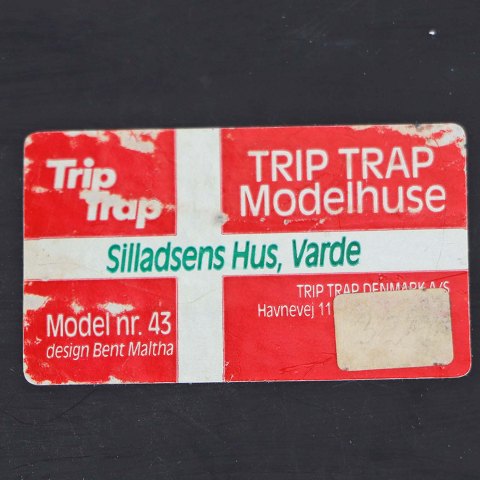 Trip
Trap
TRIP TRAP
Modelhuse
Silladsens Hus, Varde
Model nr. 43
design Bent Maltha
TRIP TRAP DENMARK A/S
Havnevej 11